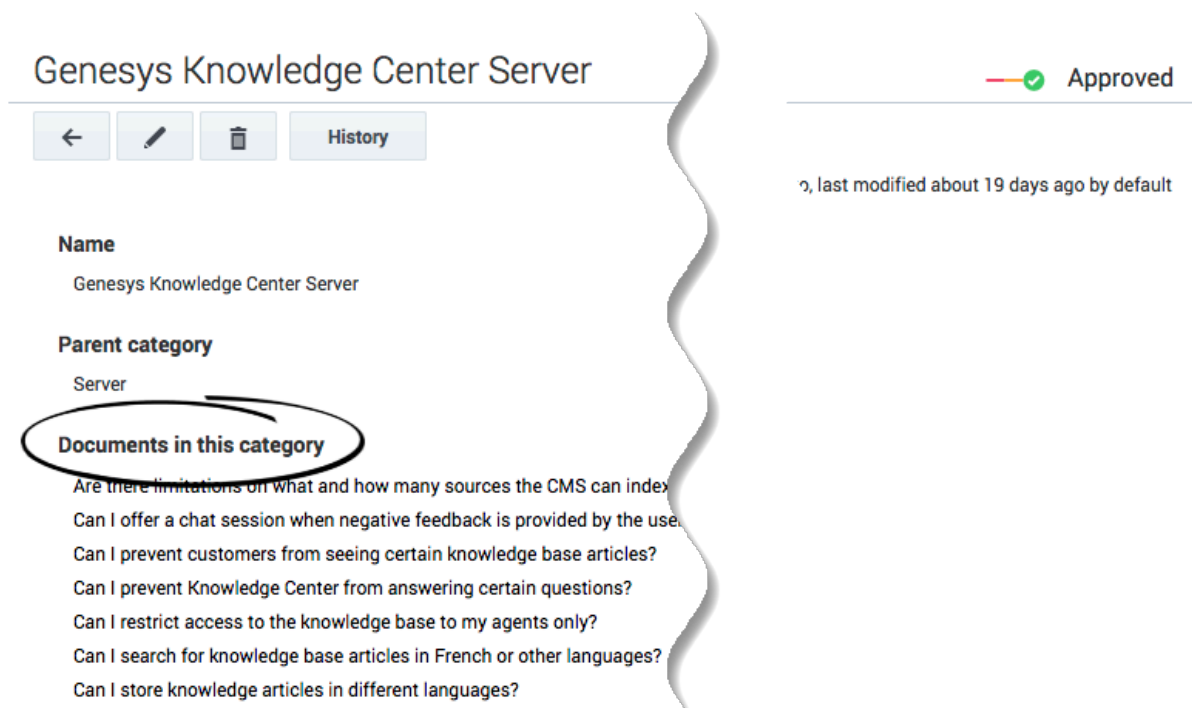 Genesys Knowledge Center Server
Approved
History
, last modified about 19 days ago by default
Name
Genesys Knowledge Center Server
Parent category
Server
Documents in this category
Are there limitations on what and how many sources the CMS can index
Can I offer a chat session when negative feedback is provided by the use
Can I prevent customers from seeing certain knowledge base articles?
Can I prevent Knowledge Center from answering certain questions?
Can I restrict access to the knowledge base to my agents only?
Can I search for knowledge base articles in French or other languages?
Can I store knowledge articles in different languages?